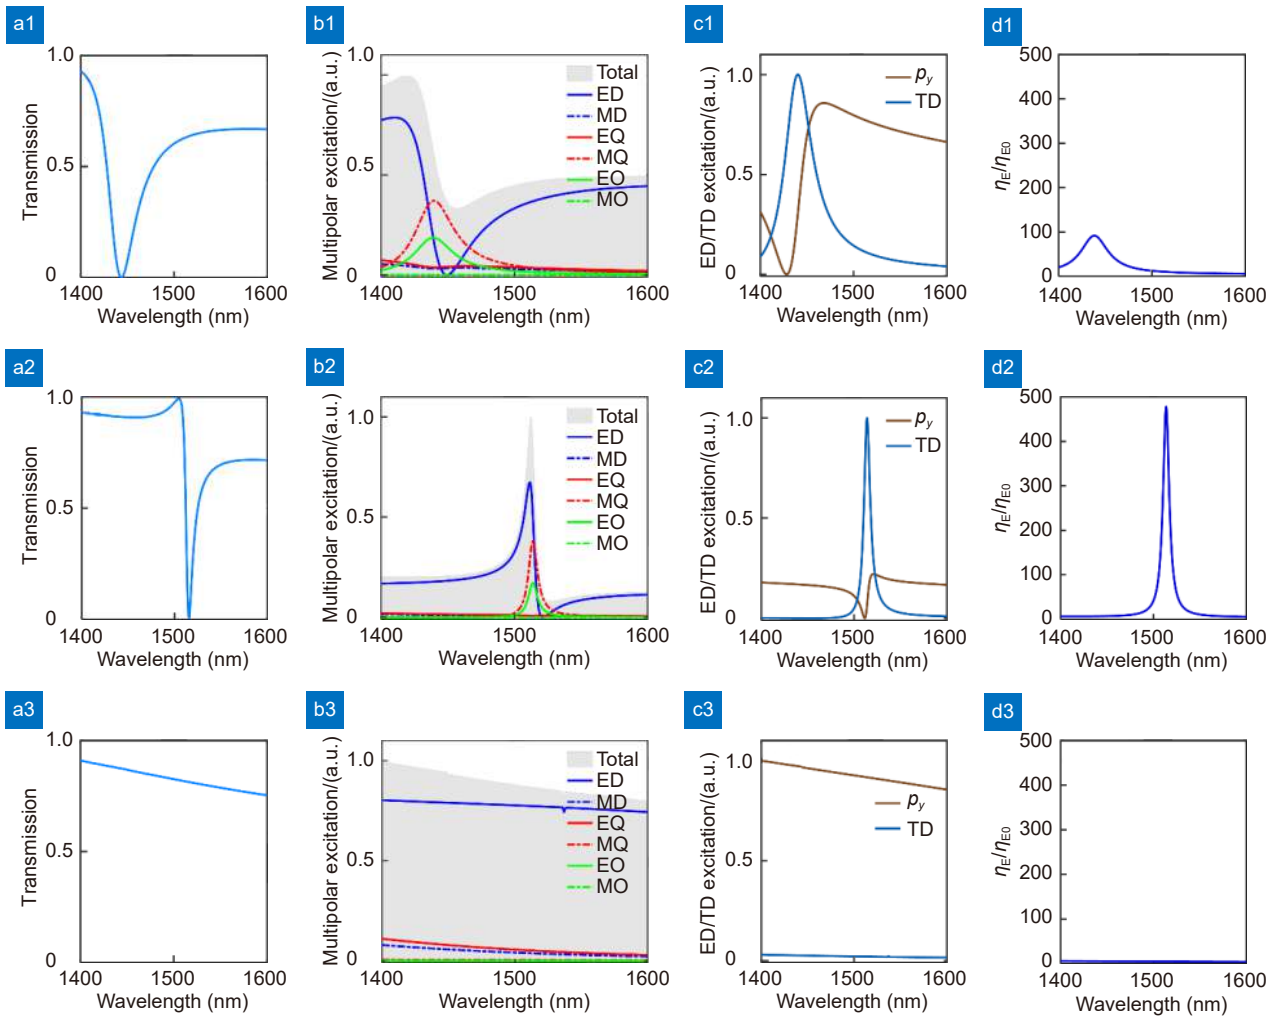 a1
1.0
0.5
0
1400
1500
1600
Transmission
Wavelength (nm)
b1
1.0
0.5
0
1400
1500
1600
Multipolar excitation/(a.u.)
Wavelength (nm)
Total
ED
MD
EQ
MQ
EO
MO
c1
1.0
0.5
0
1400
1500
1600
ED/TD excitation/(a.u.)
Wavelength (nm)
py
TD
d1
500
400
300
200
100
0
1400
1500
1600
ηE/ηE0
Wavelength (nm)
a2
1.0
0.5
0
1400
1500
1600
Transmission
Wavelength (nm)
b2
1.0
0.5
0
1400
1500
1600
Multipolar excitation/(a.u.)
Wavelength (nm)
Total
ED
MD
EQ
MQ
EO
MO
c2
1.0
0.5
0
1400
1500
1600
ED/TD excitation/(a.u.)
Wavelength (nm)
py
TD
d2
500
400
300
200
100
0
1400
1500
1600
ηE/ηE0
Wavelength (nm)
a3
1.0
0.5
0
1400
1500
1600
Transmission
Wavelength (nm)
b3
1.0
0.5
0
1400
1500
1600
Multipolar excitation/(a.u.)
Wavelength (nm)
Total
ED
MD
EQ
MQ
EO
MO
c3
1.0
0.5
0
1400
1500
1600
ED/TD excitation/(a.u.)
Wavelength (nm)
py
TD
d3
500
400
300
200
100
0
1400
1500
1600
ηE/ηE0
Wavelength (nm)